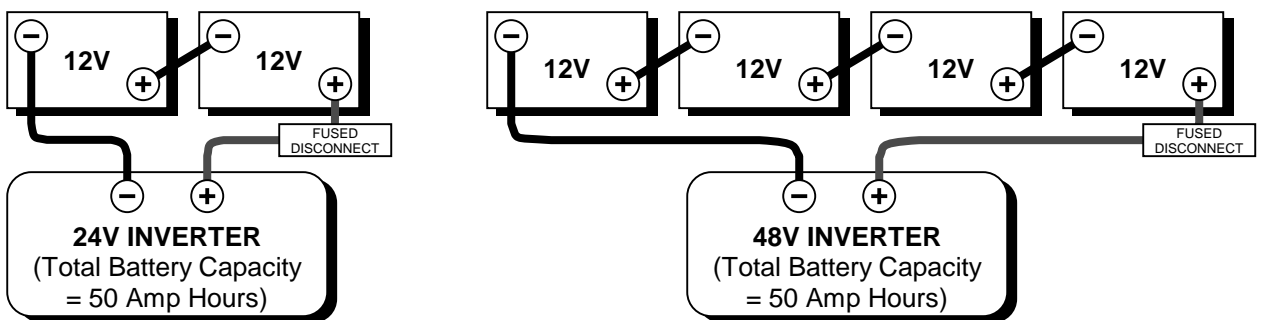 − 12V + − 12V +
FUSED
DISCONNECT
− +
24V INVERTER
(Total Battery Capacity
= 50 Amp Hours)
− 12V + − 12V + − 12V + − 12V +
FUSED
DISCONNECT
− +
48V INVERTER
(Total Battery Capacity
= 50 Amp Hours)